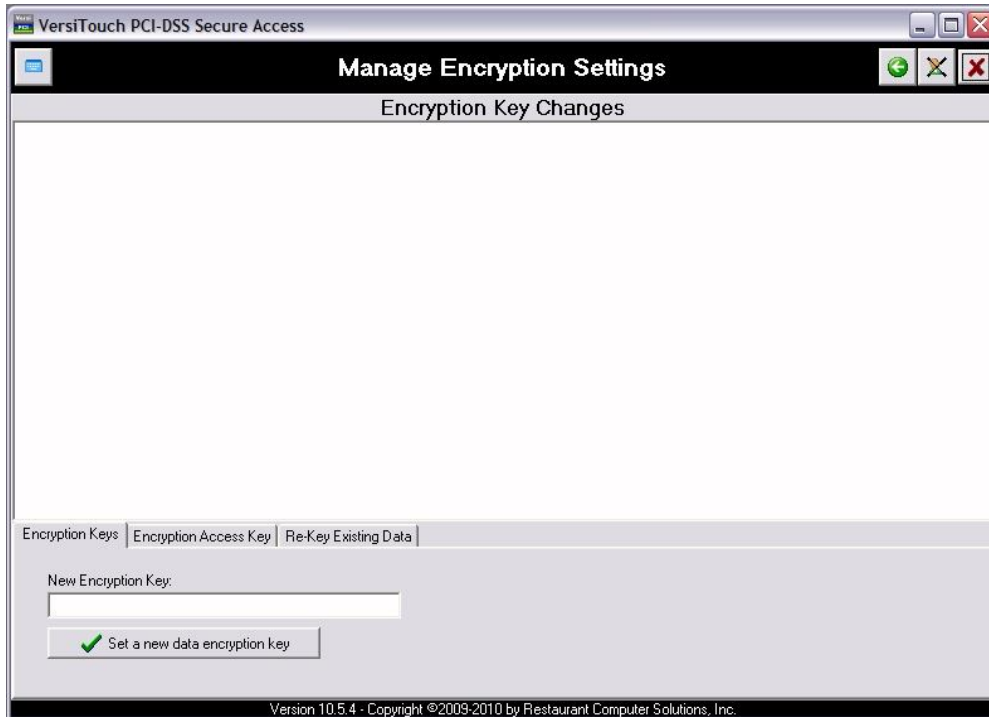 VersiTouch PCI-DSS Secure Access
Manage Encryption Settings
Encryption Key Changes
Encryption Keys
Encryption Access Key
Re-Key Existing Data
New Encryption Key:
Set a new data encryption key
Version 10.5.4 - Copyright ©2009-2010 by Restaurant Computer Solutions, Inc.